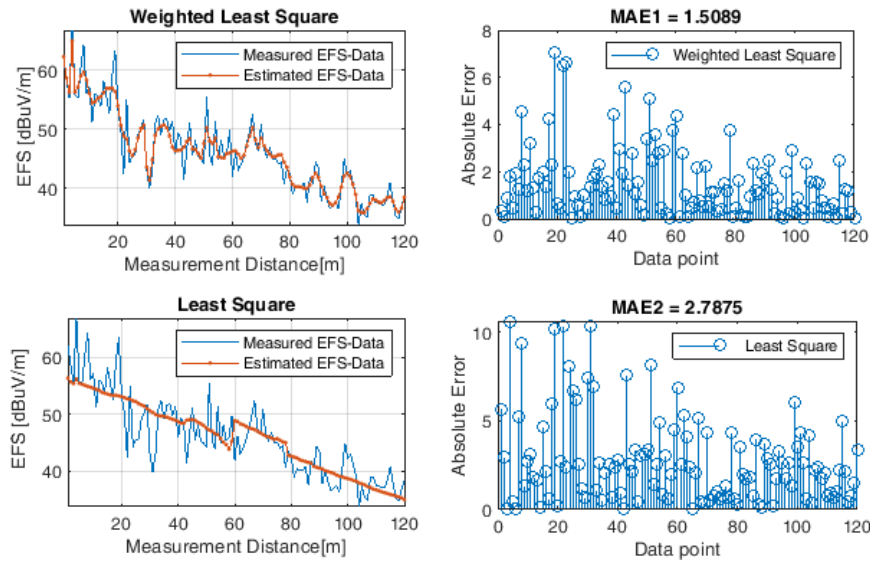 Weighted Least Square
Measured EFS-Data
Estimated EFS-Data
EFS [dBuV/m]
60
50
40
20 40 60 80 100 120
Measurement Distance[m]
MAE1 = 1.5089
Weighted Least Square
Absolute Error
8
6
4
2
0
0 20 40 60 80 100 120
Data point
Least Square
Measured EFS-Data
Estimated EFS-Data
EFS [dBuV/m]
60
50
40
20 40 60 80 100 120
Measurement Distance[m]
MAE2 = 2.7875
Least Square
Absolute Error
10
5
0
0 20 40 60 80 100 120
Data point